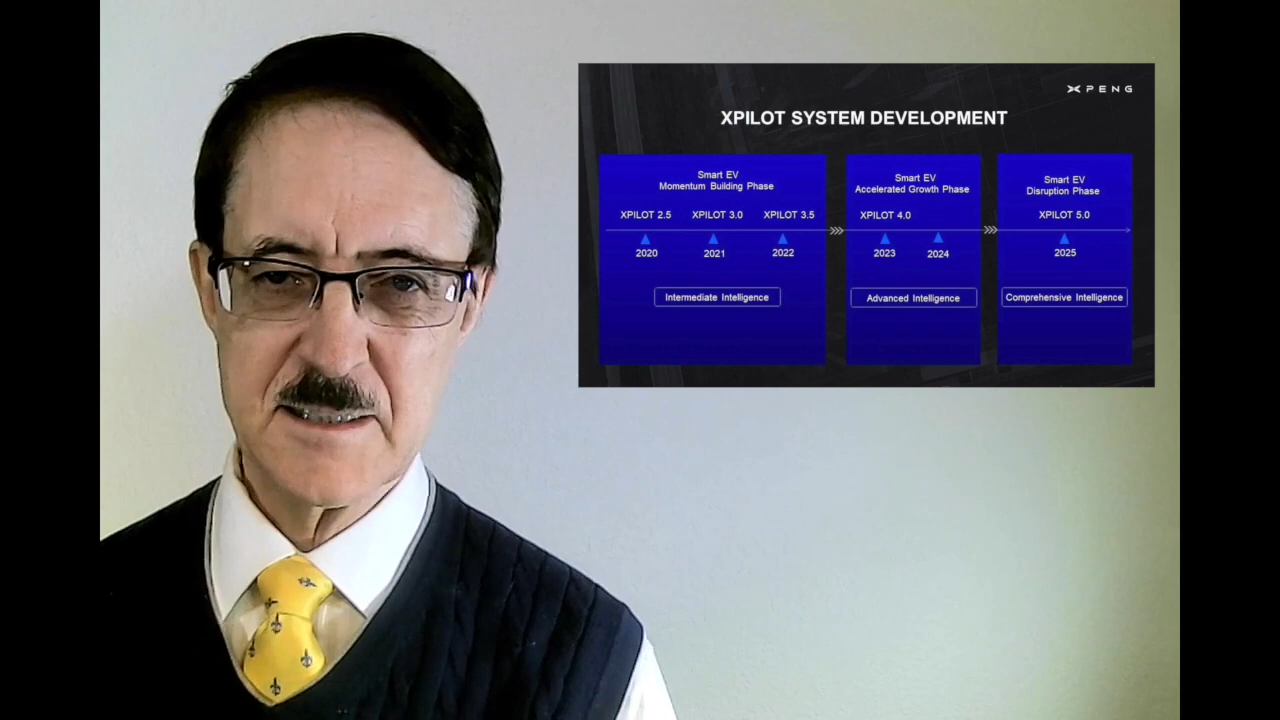 XPENG
XPILOT SYSTEM DEVELOPMENT
Smart EV
Momentum Building Phase
XPILOT 2.5 XPILOT 3.0 XPILOT 3.5
2020 2021 2022
Intermediate Intelligence
Smart EV
Accelerated Growth Phase
XPILOT 4.0
2023 2024
Advanced Intelligence
Smart EV
Disruption Phase
XPILOT 5.0
2025
Comprehensive Intelligence